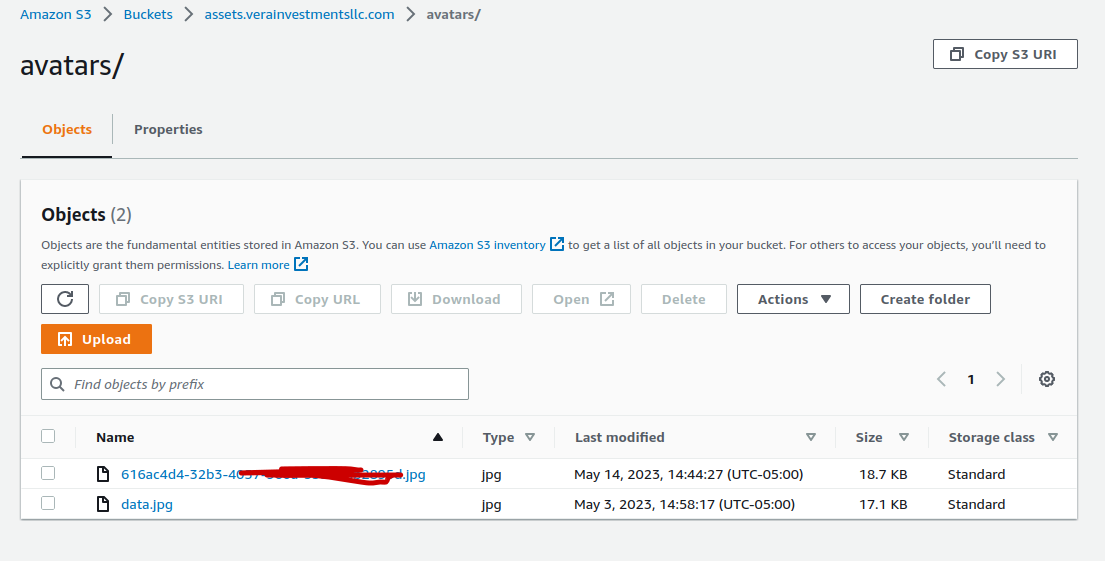 Amazon S3 > Buckets > assets.verainvestmentsllc.com > avatars/
avatars/
Copy S3 URI
Objects
Properties
Objects (2)
Objects are the fundamental entities stored in Amazon S3. You can use Amazon S3 inventory to get a list of all objects in your bucket. For others to access your objects, you'll need to
explicitly grant them permissions. Learn more
Copy S3 URI
Copy URL
Download
Open
Delete
Actions
Create folder
Upload
Find objects by prefix
1
Name Type Last modified Size Storage class
616ac4d4-32b3- .jpg jpg May 14, 2023, 14:44:27 (UTC-05:00) 18.7 KB Standard
data.jpg jpg May 3, 2023, 14:58:17 (UTC-05:00) 17.1 KB Standard